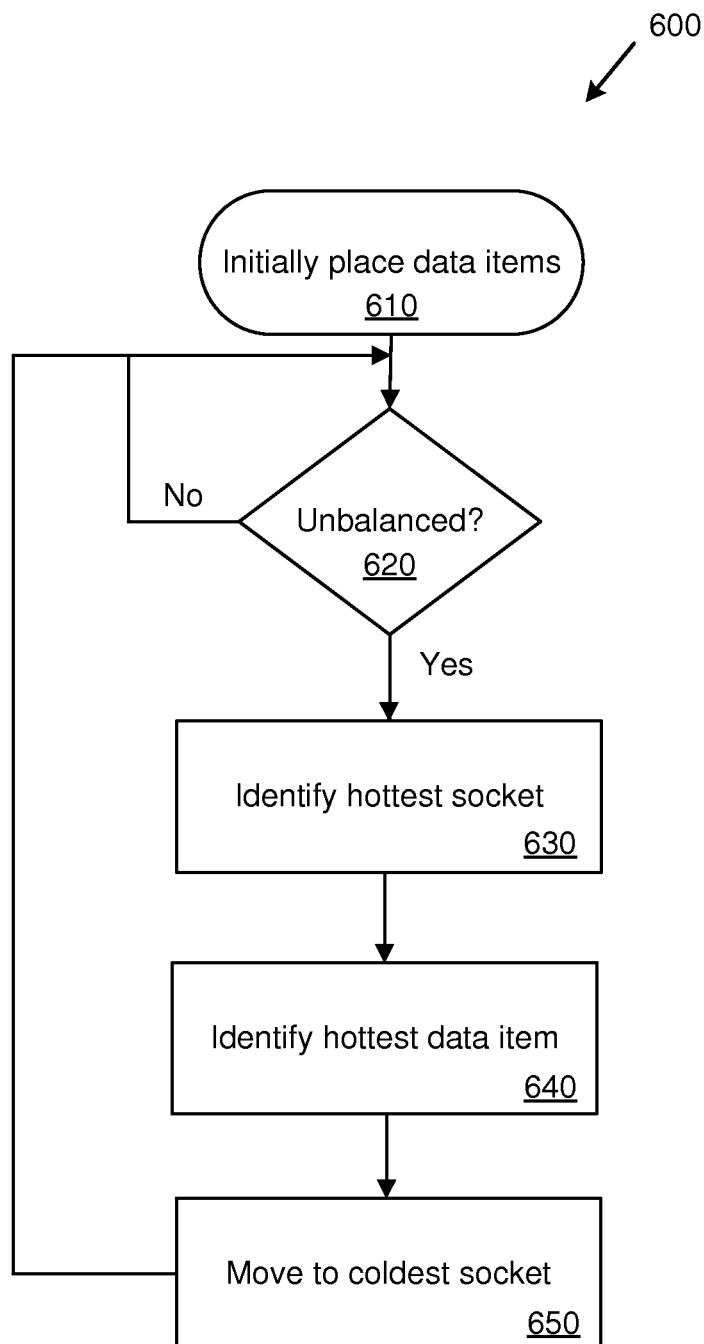 600
Initially place data items
610
Unbalanced?
620
No
Yes
Identify hottest socket
630
Identify hottest data item
640
Move to coldest socket
650